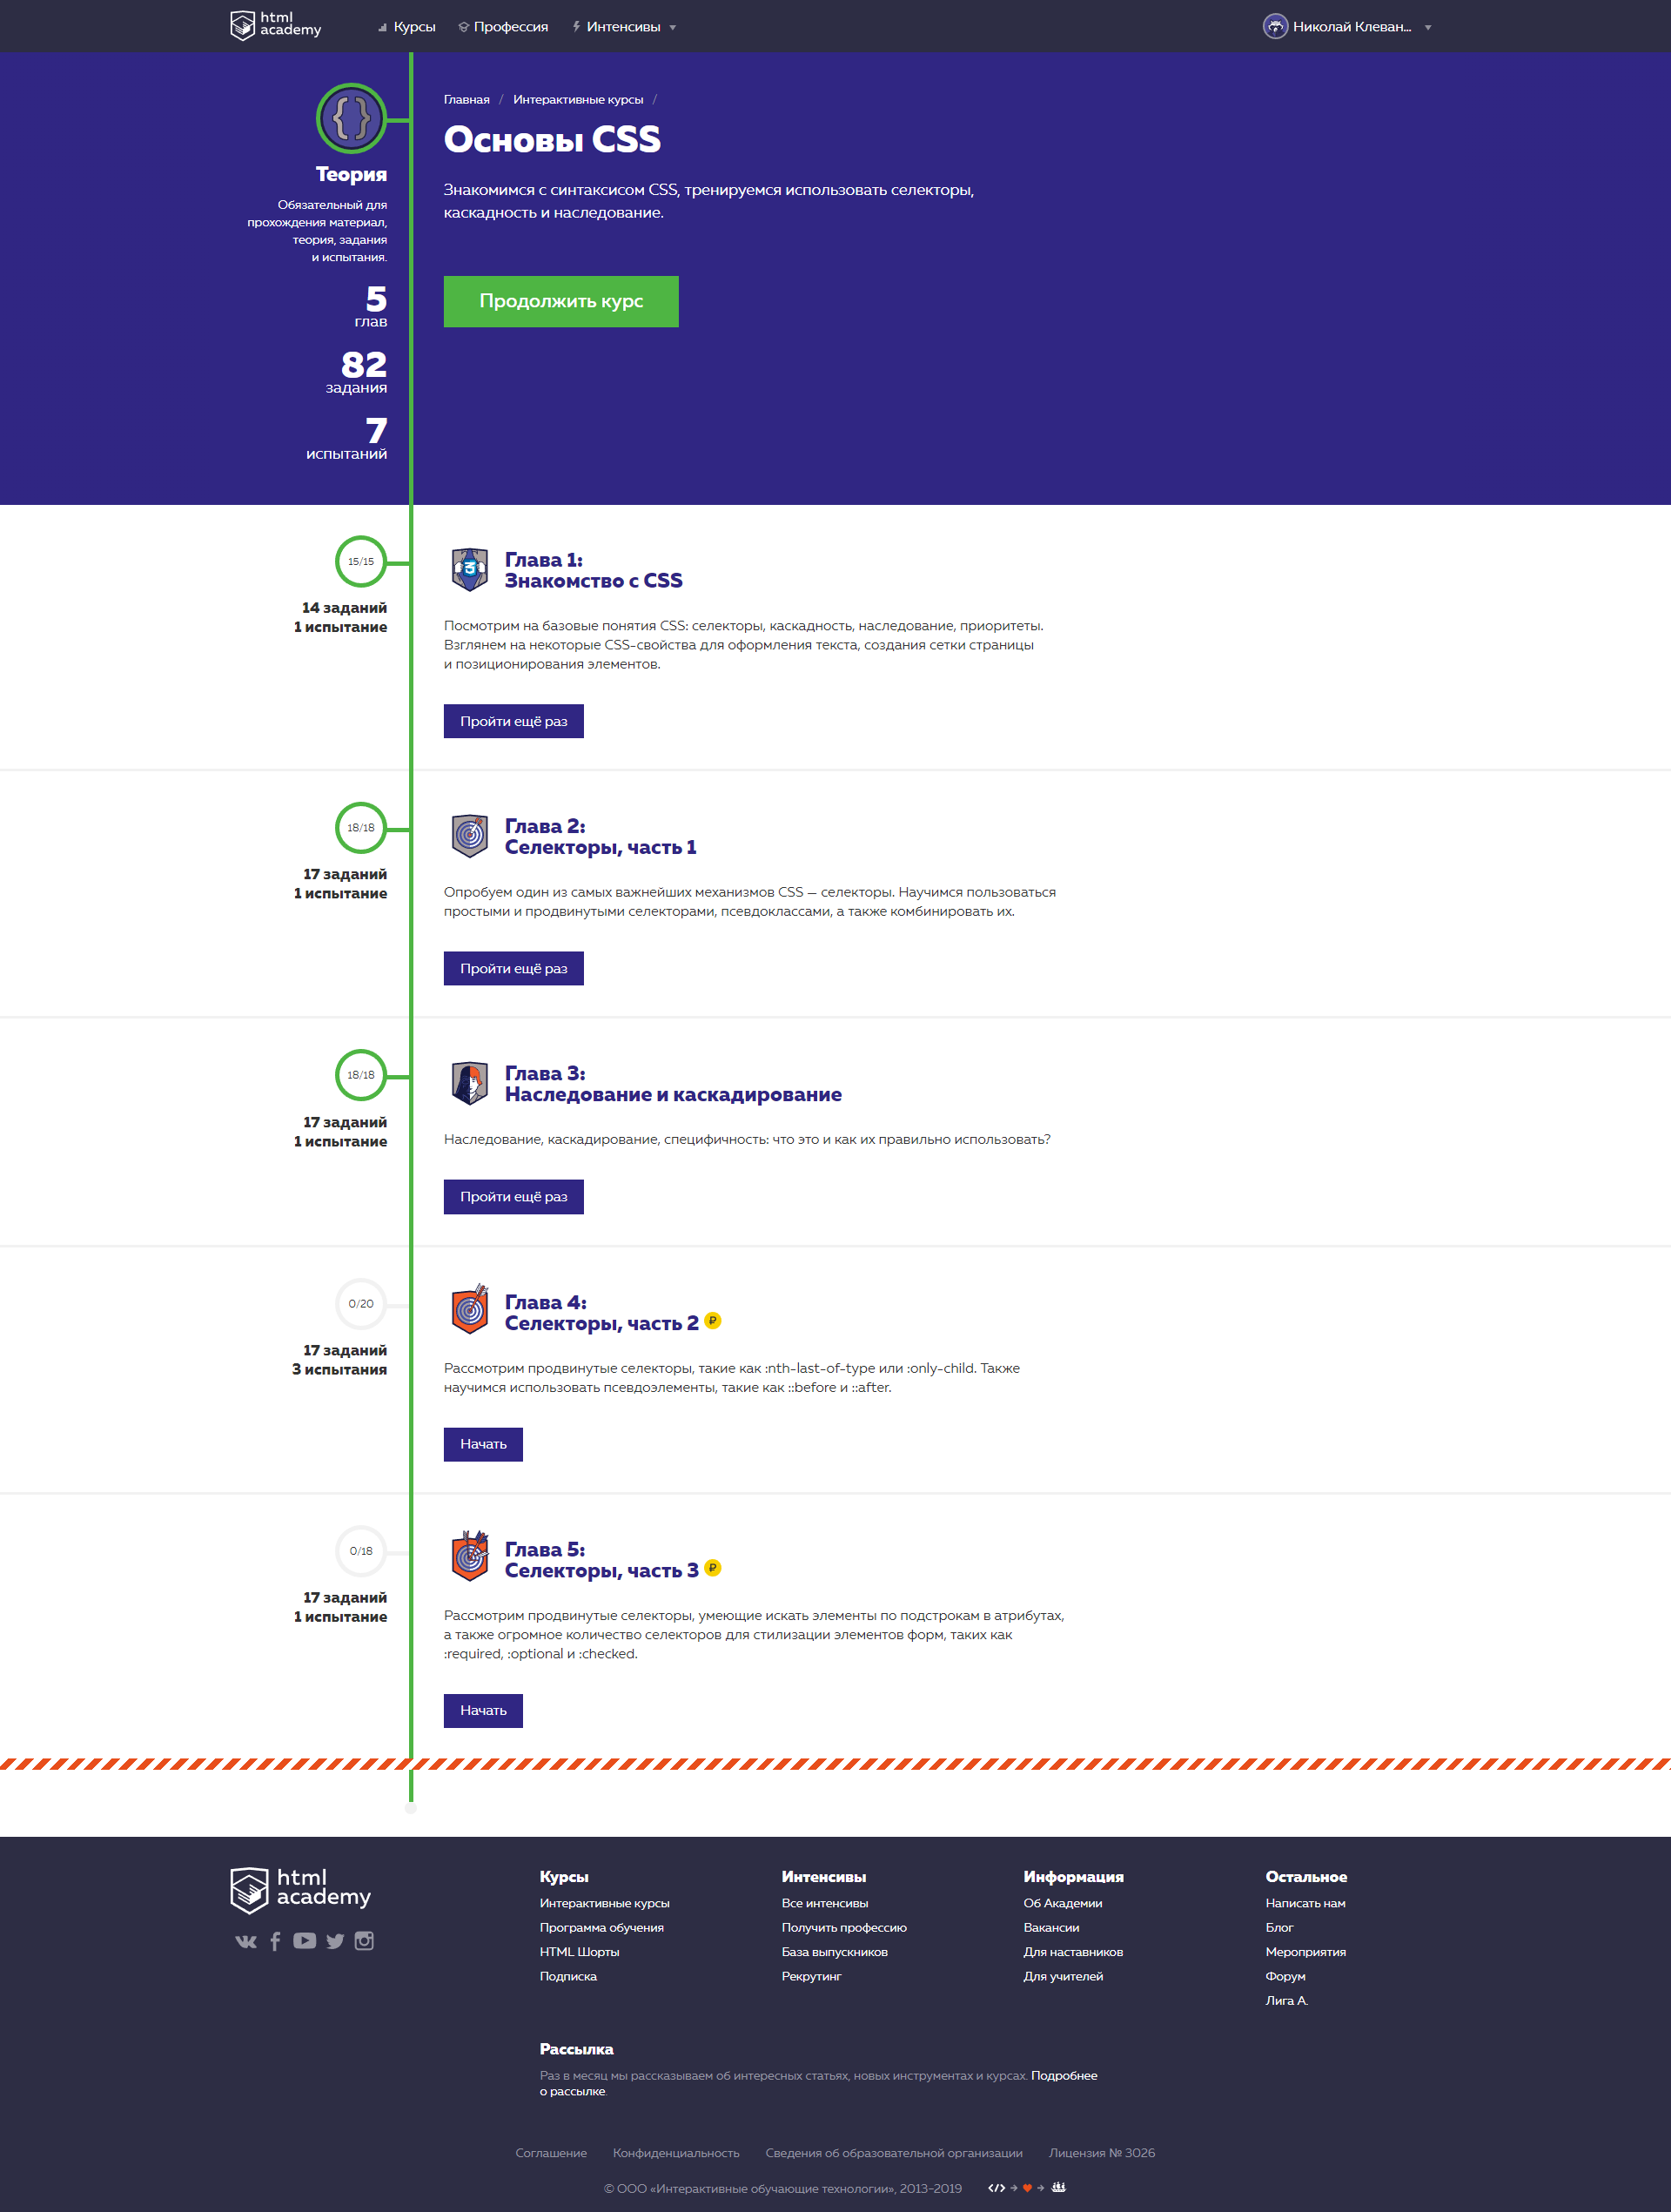 html
academy
Курсы
Профессия
Интенсивы
Николай Клеван...
Теория
Обязательный для
прохождения материал,
теория, задания
и испытания.
5
глав
82
задания
7
испытаний
Главная / Интерактивные курсы /
Основы CSS
Знакомимся с синтаксисом CSS, тренируемся использовать селекторы,
каскадность и наследование.
Продолжить курс
15/15
14 заданий
1 испытание
Глава 1:
Знакомство с CSS
Посмотрим на базовые понятия CSS: селекторы, каскадность, наследование, приоритеты.
Взглянем на некоторые CSS-свойства для оформления текста, создания сетки страницы
и позиционирования элементов.
Пройти ещё раз
18/18
17 заданий
1 испытание
Глава 2:
Селекторы, часть 1
Опробуем один из самых важнейших механизмов CSS — селекторы. Научимся пользоваться
простыми и продвинутыми селекторами, псевдоклассами, а также комбинировать их.
Пройти ещё раз
18/18
17 заданий
1 испытание
Глава 3:
Наследование и каскадирование
Наследование, каскадирование, специфичность: что это и как их правильно использовать?
Пройти ещё раз
0/20
17 заданий
3 испытания
Глава 4:
Селекторы, часть 2 ₽
Рассмотрим продвинутые селекторы, такие как :nth-last-of-type или :only-child. Также
научимся использовать псевдоэлементы, такие как ::before и ::after.
Начать
0/18
17 заданий
1 испытание
Глава 5:
Селекторы, часть 3 ₽
Рассмотрим продвинутые селекторы, умеющие искать элементы по подстрокам в атрибутах,
а также огромное количество селекторов для стилизации элементов форм, таких как
:required, :optional и :checked.
Начать
html
academy
Курсы
Интерактивные курсы
Программа обучения
HTML Шорты
Подписка
Интенсивы
Все интенсивы
Получить профессию
База выпускников
Рекрутинг
Информация
Об Академии
Вакансии
Для наставников
Для учителей
Остальное
Написать нам
Блог
Мероприятия
Форум
Лига А.
Рассылка
Раз в месяц мы рассказываем об интересных статьях, новых инструментах и курсах. Подробнее
о рассылке.
Соглашение Конфиденциальность Сведения об образовательной организации Лицензия № 3026
© ООО «Интерактивные обучающие технологии», 2013-2019